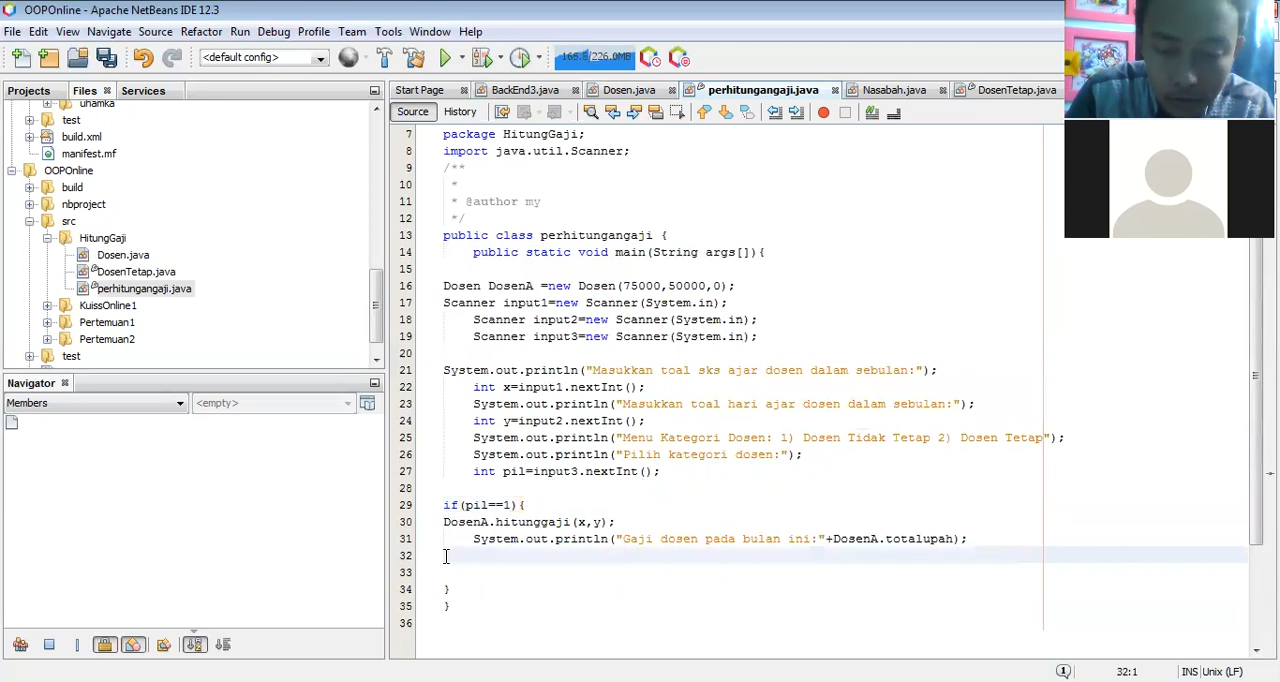 OOPOnline - Apache NetBeans IDE 12.3
File Edit View Navigate Source Refactor Run Debug Profile Team Tools Window Help
<default config> 165.8/226.0MB
Projects Files Services
uhamka
test
build.xml
manifest.mf
OOPOnline
build
nbproject
src
HitungGaji
Dosen.java
DosenTetap.java
perhitungangaji.java
KuissOnline1
Pertemuan1
Pertemuan2
test
Navigator
Members <empty>
Start Page BackEnd3.java Dosen.java perhitungangaji.java Nasabah.java DosenTetap.java
Source History
7 package HitungGaji;
8 import java.util.Scanner;
9 /**
10 *
11 * @author my
12 */
13 public class perhitungangaji {
14 public static void main(String args[]){
15
16 Dosen DosenA =new Dosen(75000,50000,0);
17 Scanner input1=new Scanner(System.in);
18 Scanner input2=new Scanner(System.in);
19 Scanner input3=new Scanner(System.in);
20
21 System.out.println("Masukkan toal sks ajar dosen dalam sebulan:");
22 int x=input1.nextInt();
23 System.out.println("Masukkan toal hari ajar dosen dalam sebulan:");
24 int y=input2.nextInt();
25 System.out.println("Menu Kategori Dosen: 1) Dosen Tidak Tetap 2) Dosen Tetap");
26 System.out.println("Pilih kategori dosen:");
27 int pil=input3.nextInt();
28
29 if(pil==1){
30 DosenA.hitunggaji(x,y);
31 System.out.println("Gaji dosen pada bulan ini:"+DosenA.totalupah);
32
33
34 }
35 }
36
1 32:1 INS Unix (LF)